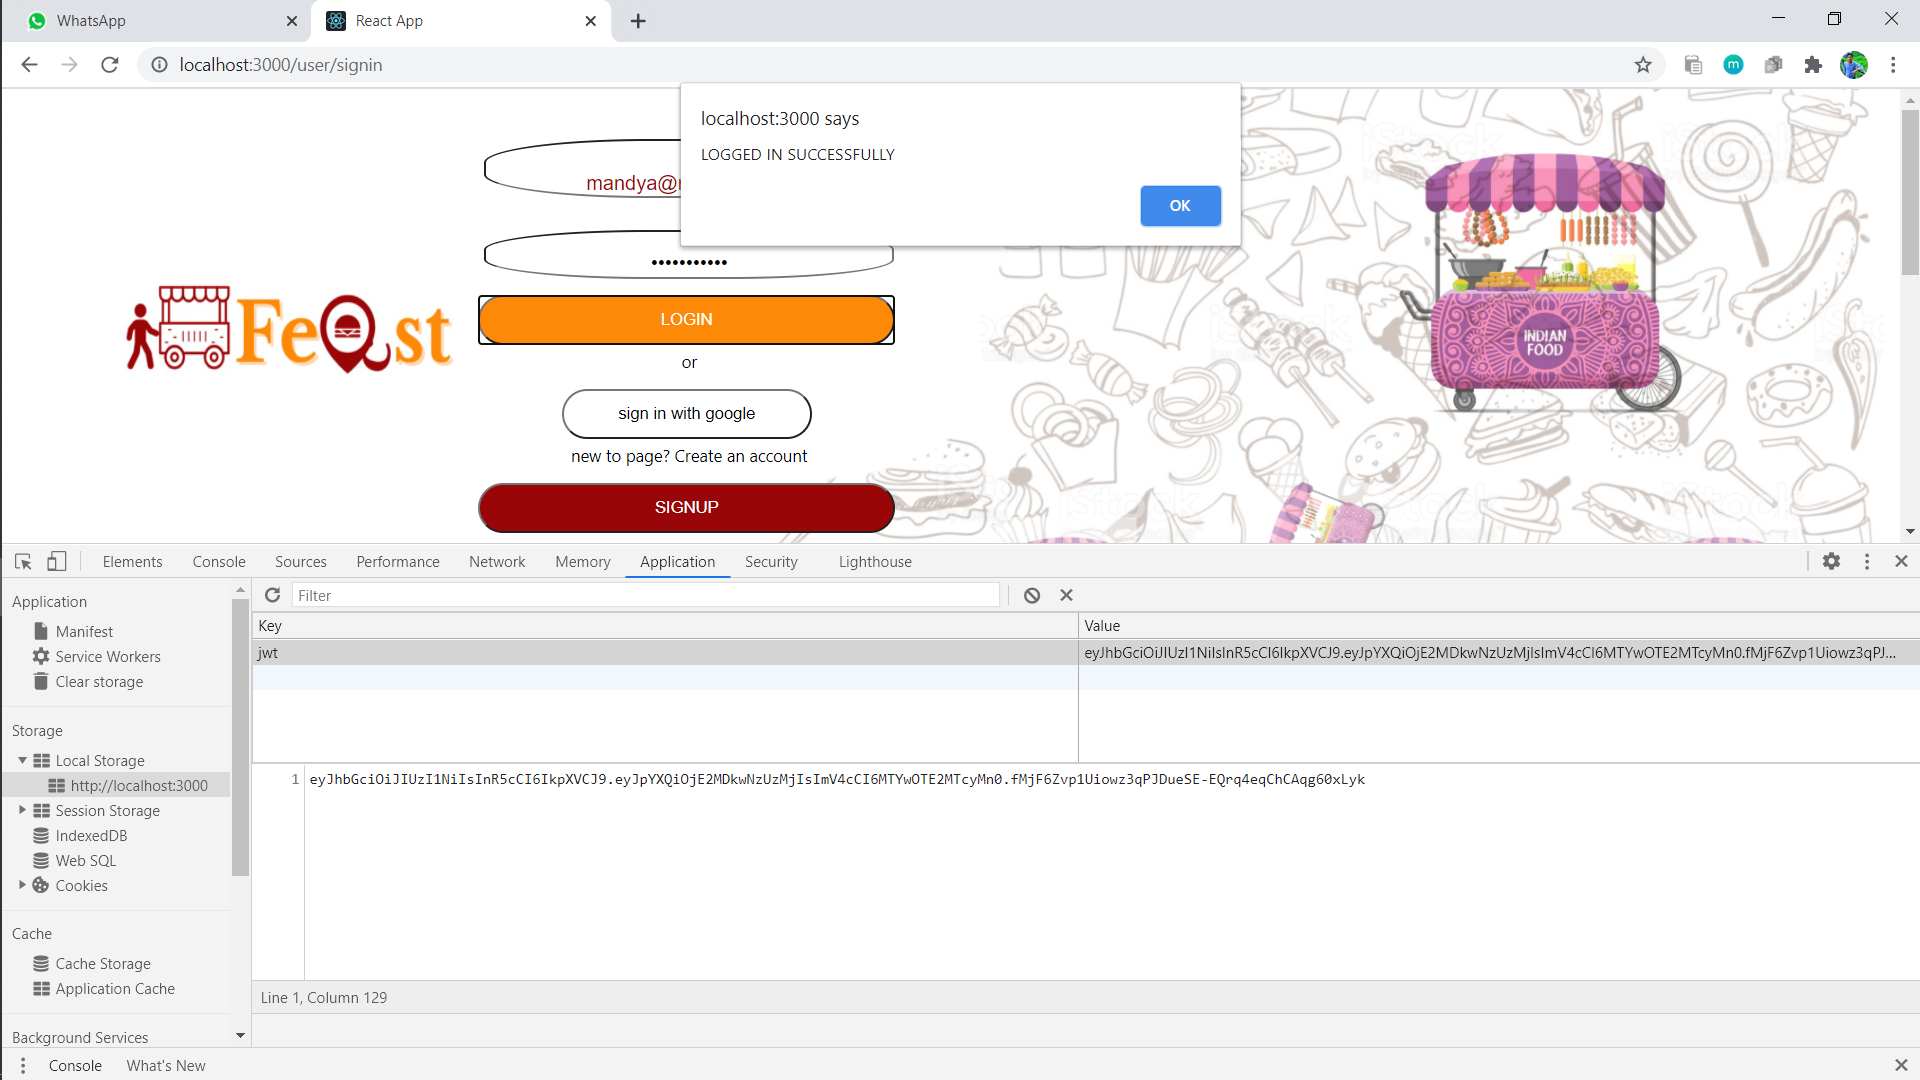 WhatsApp
React App
localhost:3000/user/signin
m
localhost:3000 says
LOGGED IN SUCCESSFULLY
OK
mandya@
•••••••••••
FeQst
LOGIN
or
sign in with google
new to page? Create an account
SIGNUP
INDIAN
FOOD
iStock
Elements Console Sources Performance Network Memory Application Security Lighthouse
Application
Manifest
Service Workers
Clear storage
Storage
Local Storage
http://localhost:3000
Session Storage
IndexedDB
Web SQL
Cookies
Cache
Cache Storage
Application Cache
Background Services
Filter
Key Value
jwt eyJhbGciOiJIUzI1NiIsInR5cCI6IkpXVCJ9.eyJpYXQiOjE2MDkwNzUzMjIsImV4cCI6MTYwOTE2MTcyMn0.fMjF6Zvp1Uiowz3qPJ...
1 eyJhbGciOiJIUzI1NiIsInR5cCI6IkpXVCJ9.eyJpYXQiOjE2MDkwNzUzMjIsImV4cCI6MTYwOTE2MTcyMn0.fMjF6Zvp1Uiowz3qPJDueSE-EQrq4eqChCAqg60xLyk
Line 1, Column 129
Console What's New